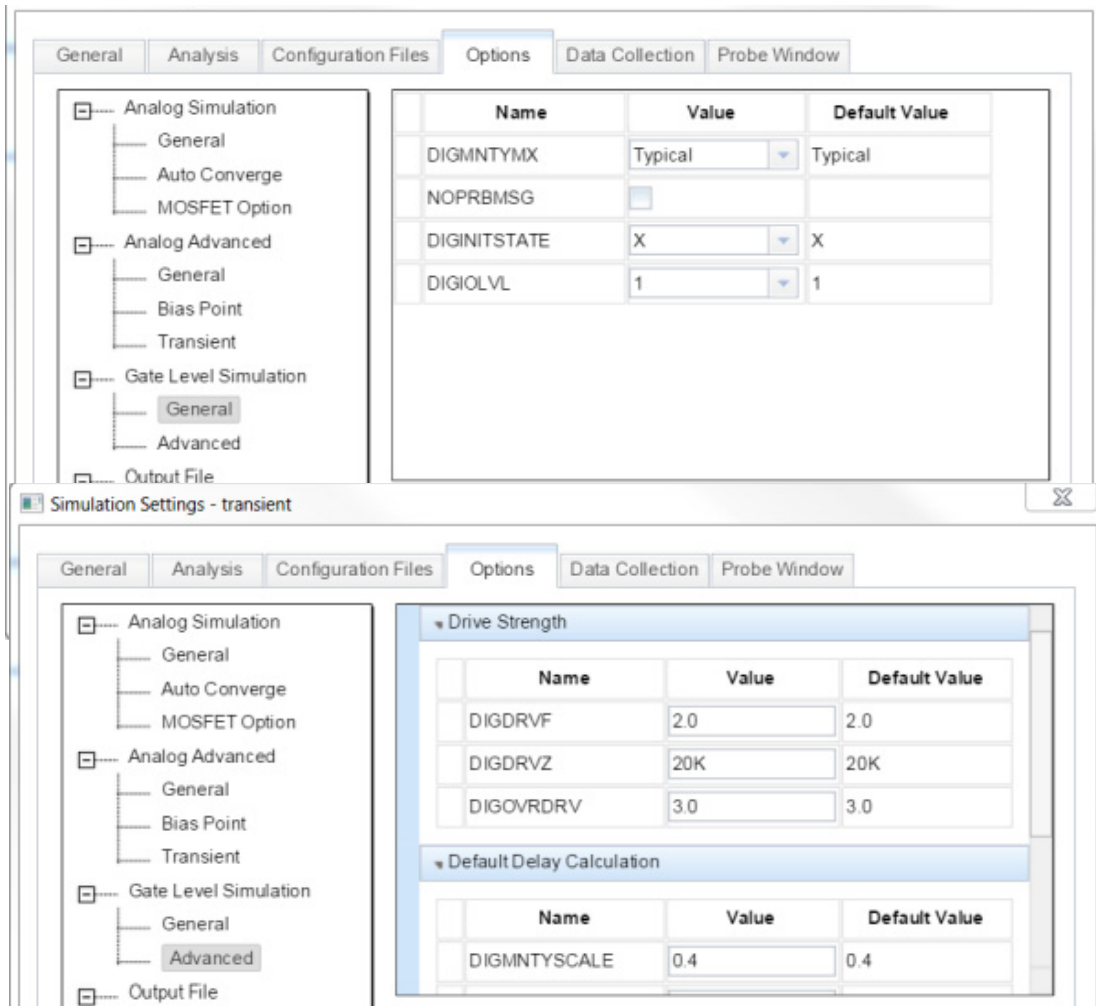 General Analysis Configuration Files Options Data Collection Probe Window
Analog Simulation
General
Auto Converge
MOSFET Option
Analog Advanced
General
Bias Point
Transient
Gate Level Simulation
General
Advanced
Output File
Name Value Default Value
DIGMNTYMX Typical Typical
NOPRBMSG
DIGINITSTATE X X
DIGIOLVL 1 1
Simulation Settings - transient
General Analysis Configuration Files Options Data Collection Probe Window
Analog Simulation
General
Auto Converge
MOSFET Option
Analog Advanced
General
Bias Point
Transient
Gate Level Simulation
General
Advanced
Output File
Drive Strength
Name Value Default Value
DIGDRVF 2.0 2.0
DIGDRVZ 20K 20K
DIGOVRDRV 3.0 3.0
Default Delay Calculation
Name Value Default Value
DIGMNTYSCALE 0.4 0.4